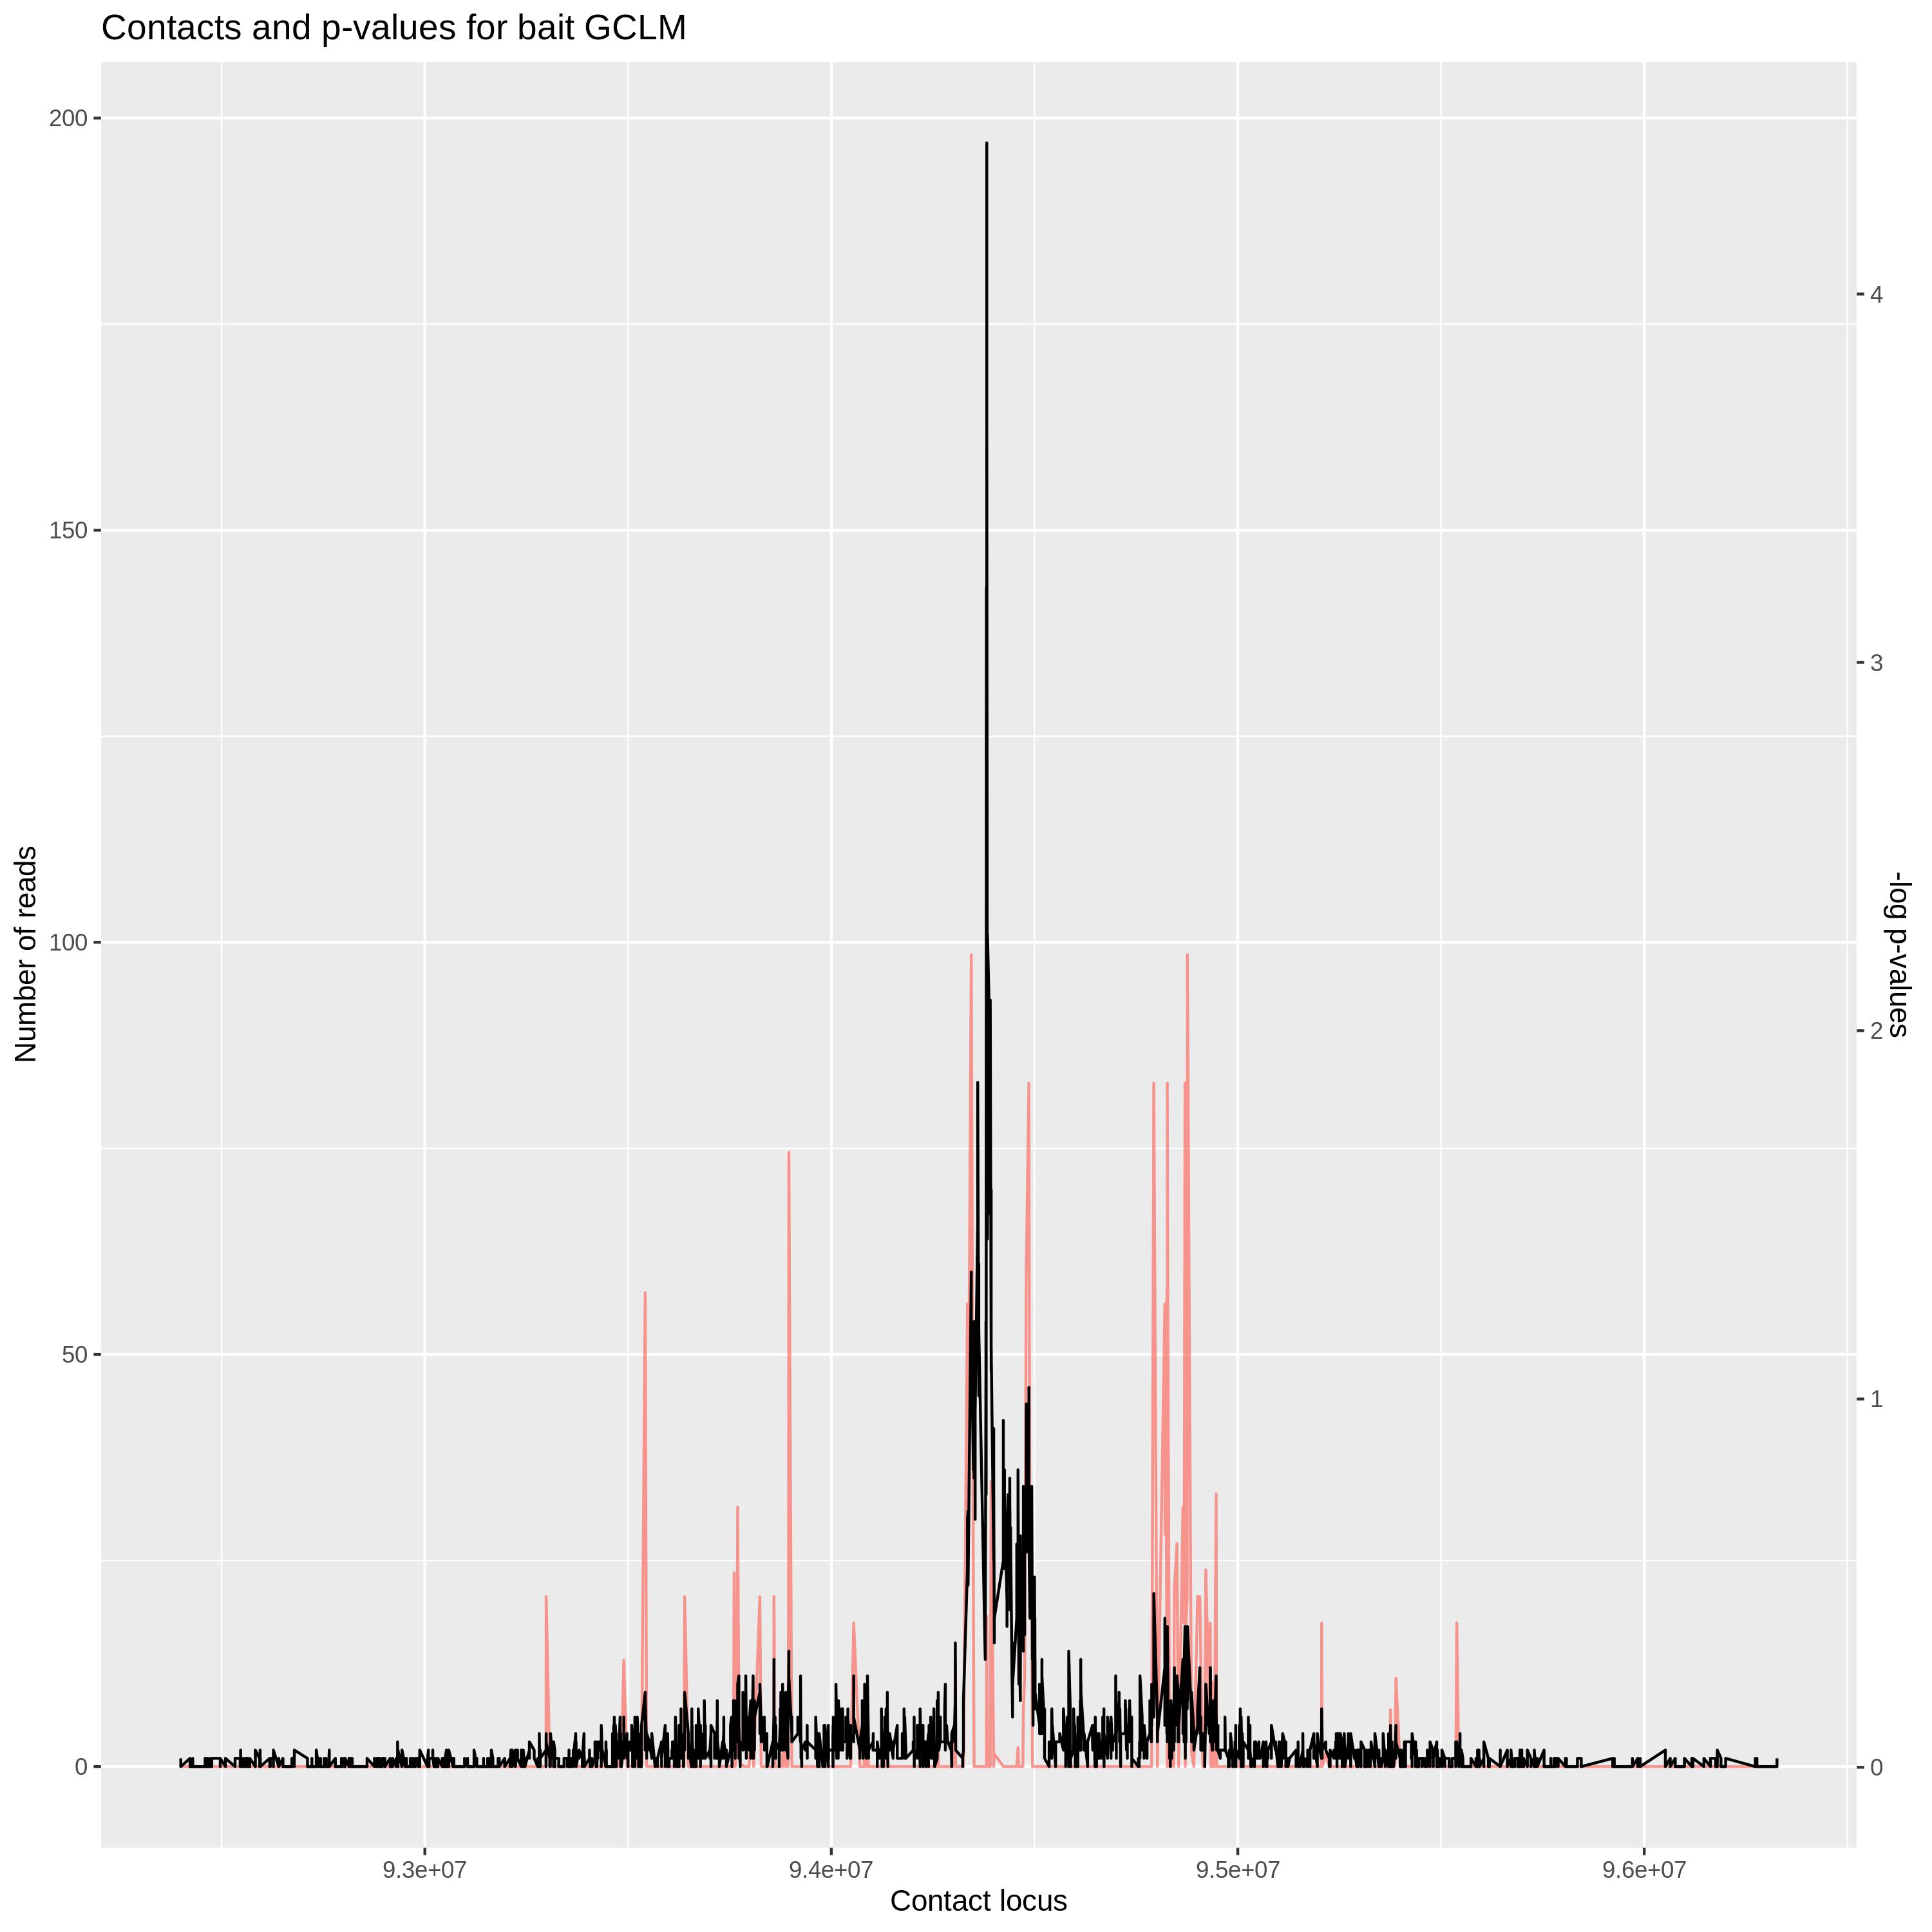 Contacts and p-values for bait GCLM
200
150
100
50
0
Number of reads
4
3
2
1
0
-log p-values
9.3e+07 9.4e+07 9.5e+07 9.6e+07
Contact locus